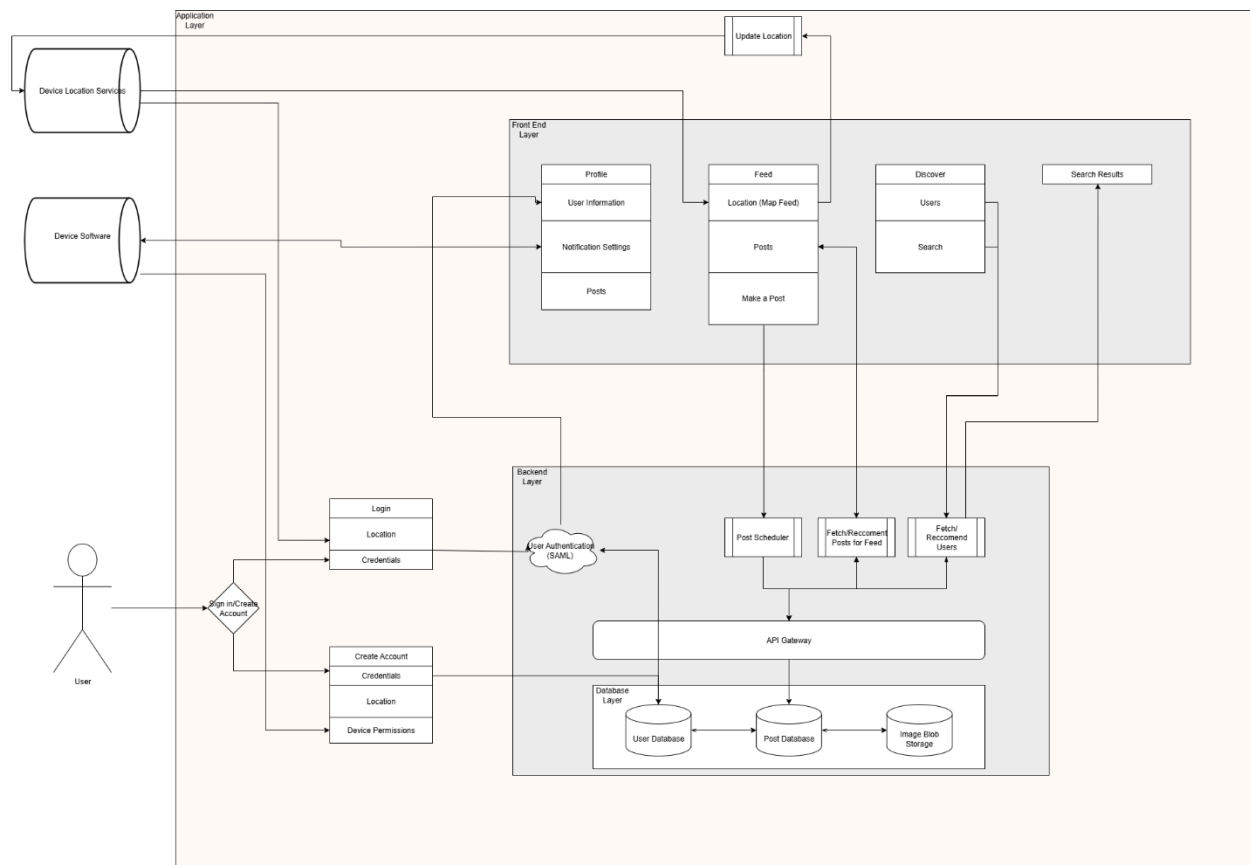 Application
Layer
Update Location
Device Location Services
Front End
Layer
Profile
User Information
Notification Settings
Posts
Feed
Location (Map Feed)
Posts
Make a Post
Discover
Users
Search
Search Results
Device Software
Backend
Layer
Login
Location
Credentials
User Authentication
(SAML)
Post Scheduler
Fetch/Reccoment
Posts for Feed
Fetch/
Reccomend
Users
Sign in/Create
Account
User
API Gateway
Create Account
Credentials
Location
Device Permissions
Database
Layer
User Database
Post Database
Image Blob
Storage